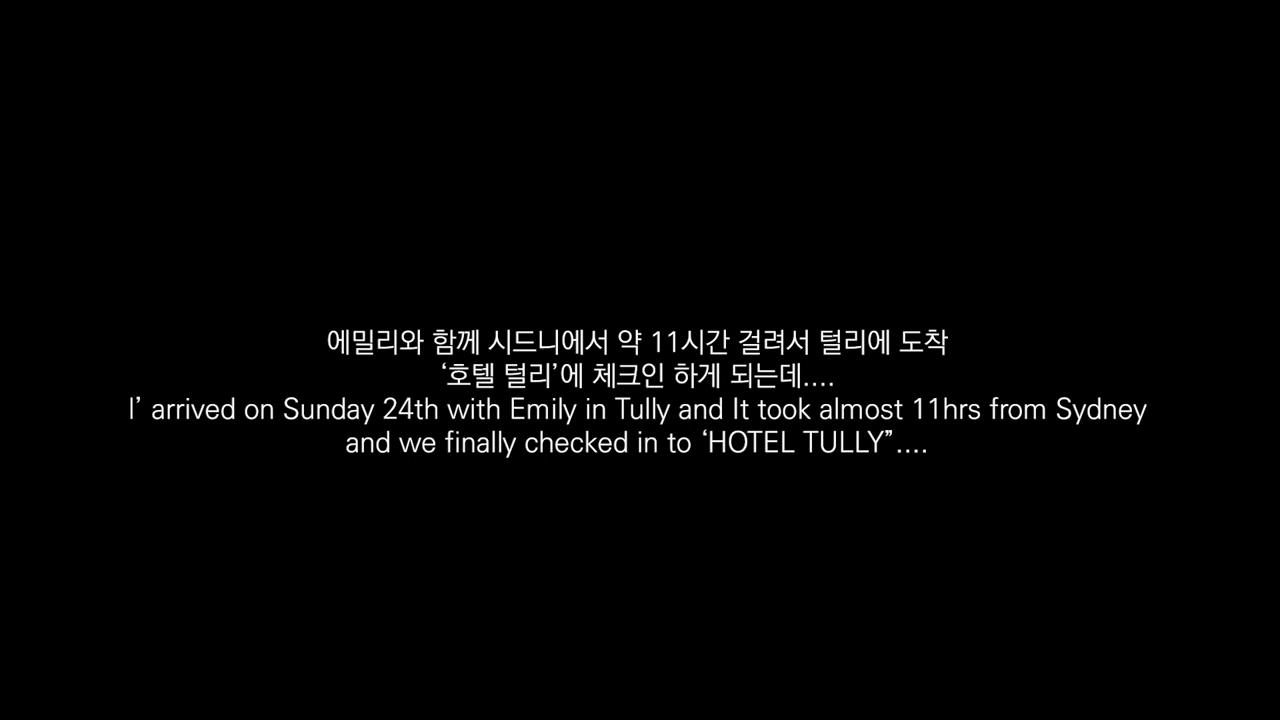 에밀리와 함께 시드니에서 약 11시간 걸려서 털리에 도착
‘호텔 털리’에 체크인 하게 되는데....
I’ arrived on Sunday 24th with Emily in Tully and It took almost 11hrs from Sydney
and we finally checked in to ‘HOTEL TULLY”....